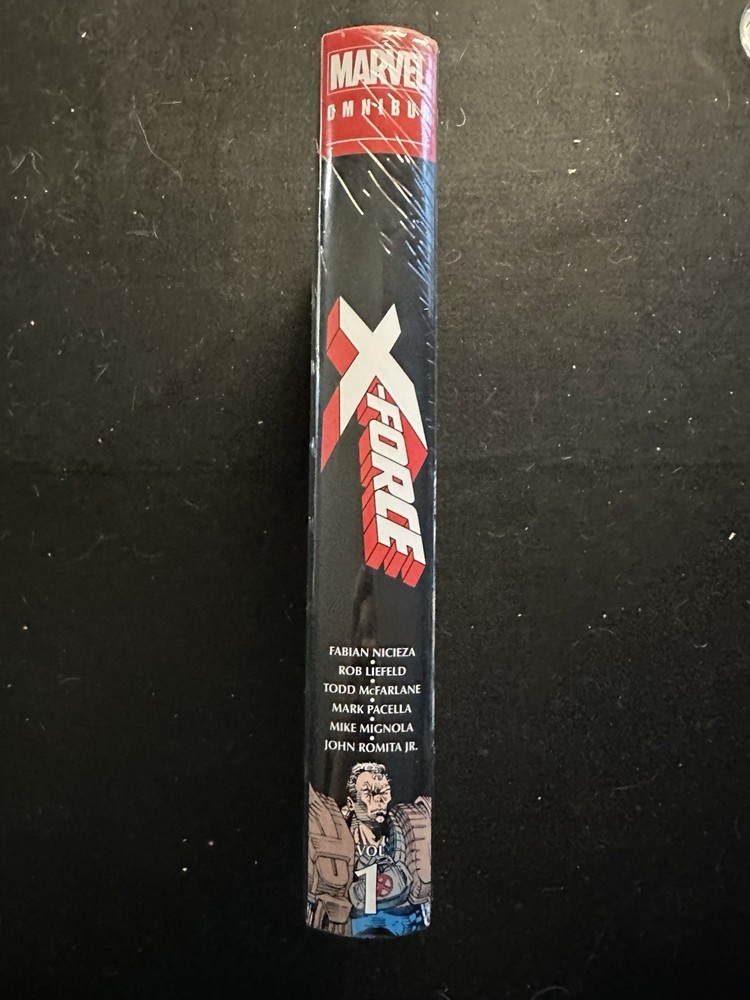 MARVEL
OMNIBUS
X-FORCE
FABIAN NICIEZA
ROB LIEFELD
TODD McFARLANE
MARK PACELLA
MIKE MIGNOLA
JOHN ROMITA JR.
VOL
1